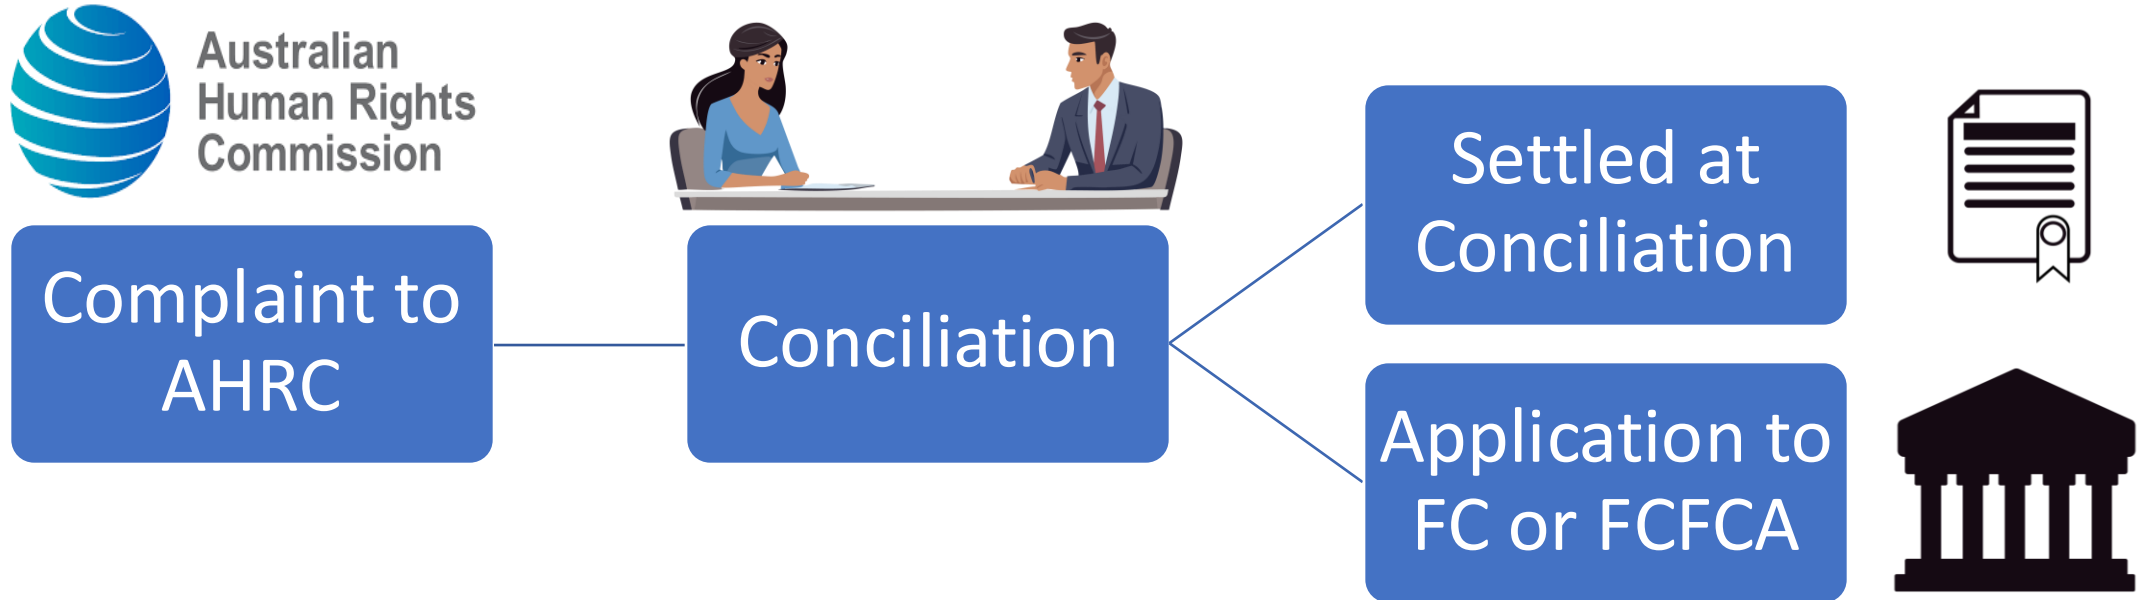 Australian
Human Rights
Commission
Complaint to
AHRC
Conciliation
Settled at
Conciliation
Application to
FC or FCFCA